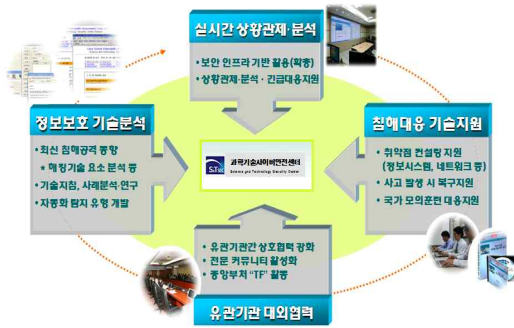 실시간 상황관제·분석
•보안 인프라 기반 활용(확충)
•상황관제·분석·긴급대응지원
정보보호 기술분석
•최신 침해공격 동향
★ 해킹기술 요소 분석 등
•기술지침, 사례분석·연구
•자동화 탐지 유형 개발
과학기술사이버안전센터
Science and Technology Security Center
침해대응 기술지원
• 취약점 컨설팅 지원
(정보시스템, 네트워크 등)
• 사고 발생 시 복구지원
• 국가 모의훈련 대응지원
• 유관기관간 상호협력 강화
• 전문 커뮤니티 활성화
• 중앙부처 "TF" 활동
유관기관 대외협력